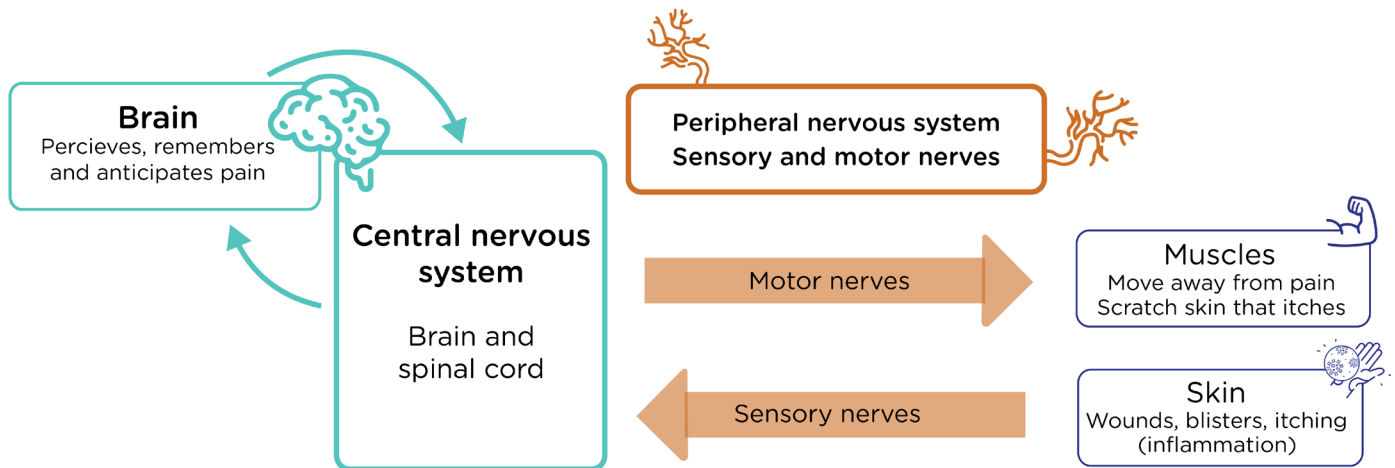 Brain
Percieves, remembers
and anticipates pain
Central nervous
system
Brain and
spinal cord
Peripheral nervous system
Sensory and motor nerves
Motor nerves
Sensory nerves
Muscles
Move away from pain
Scratch skin that itches
Skin
Wounds, blisters, itching
(inflammation)